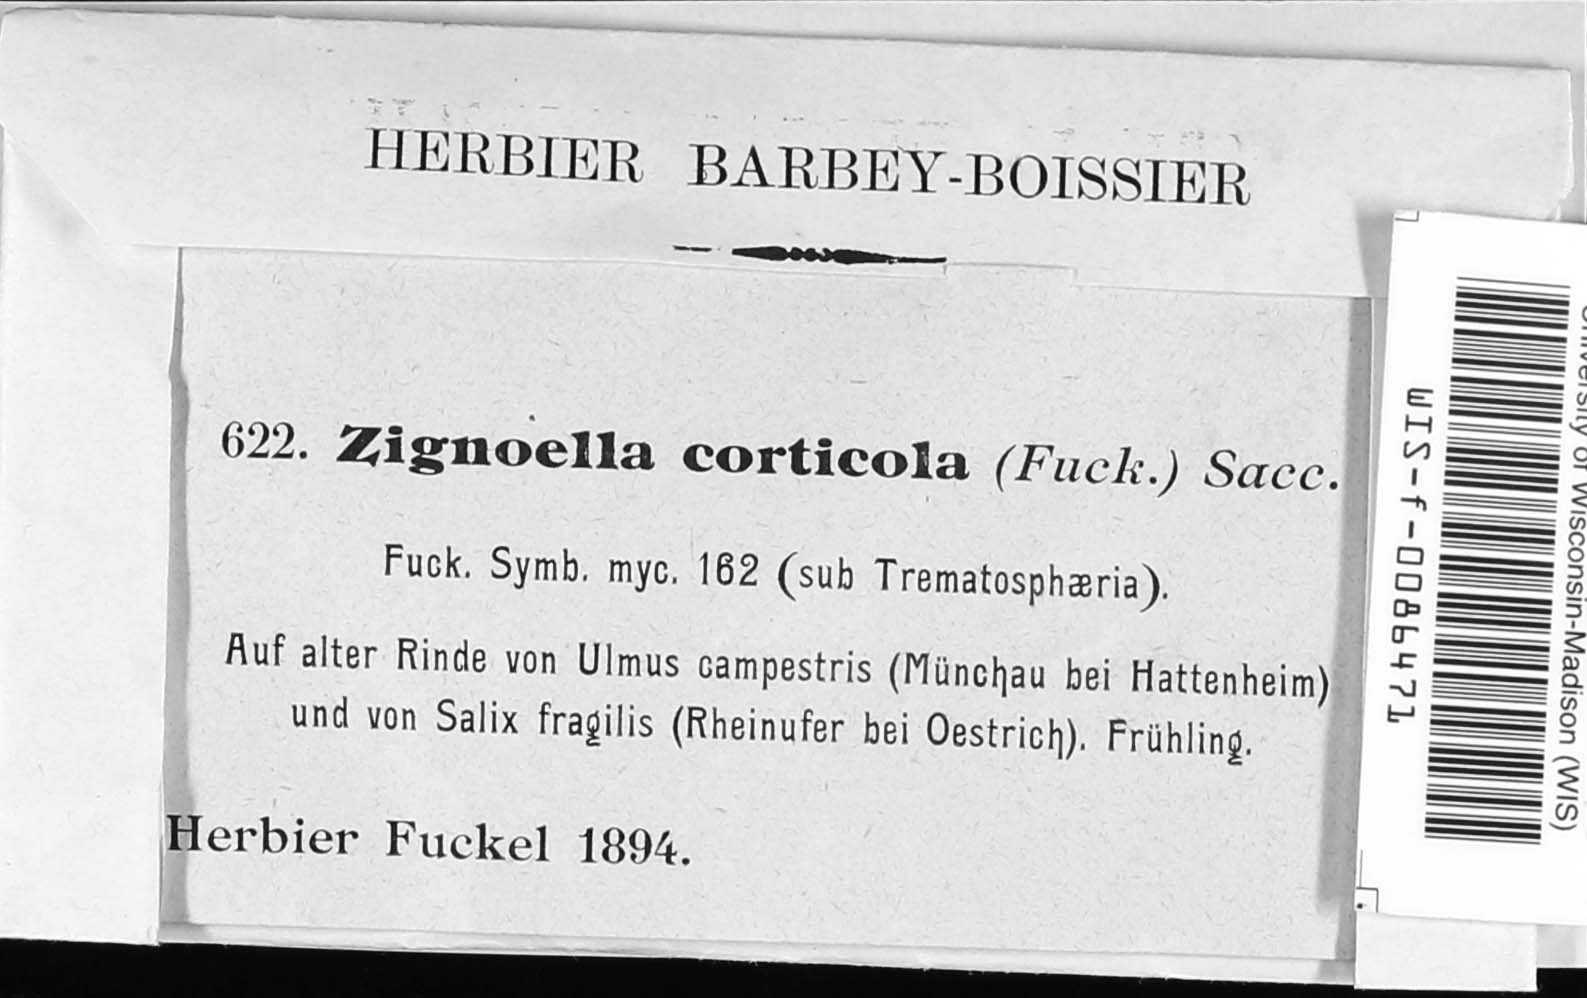 HERBIER BARBEY-BOISSIER
622. Zignoëlla corticola (Fuck.) Sacc.
Fuck. Symb. myc. 162 (sub Trematosphæria).
Auf alter Rinde von Ulmus campestris (Münchau bei Hattenheim)
und von Salix fragilis (Rheinufer bei Oestrich). Frühling.
Herbier Fuckel 1894.
WIS-f-0086471
University of Wisconsin-Madison (WIS)